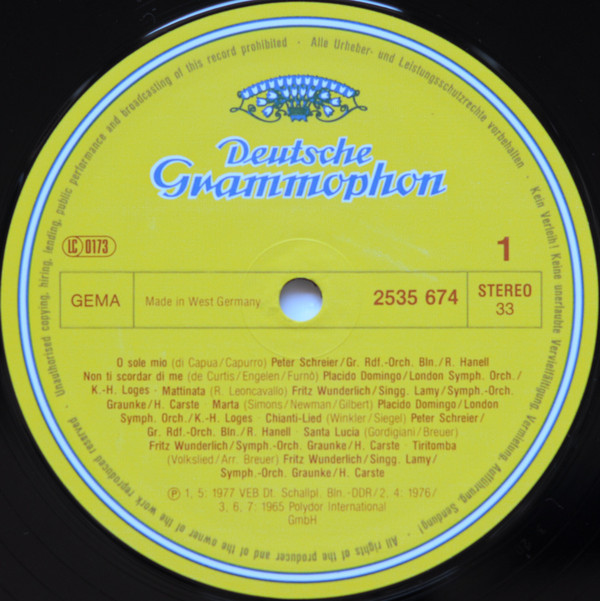 Alle Urheber- und Leistungsschutzrechte vorbehalten · Kein Verleih! Keine unerlaubte Vervielfältigung, Vermietung, Aufführung, Sendung! ·
All rights of the producer and of the owner of the work reproduced reserved · Unauthorised copying, hiring, lending, public performance and broadcasting of this record prohibited ·
Deutsche
Grammophon
LC 0173
1
GEMA
Made in West Germany
2535 674
STEREO
33
O sole mio (di Capua/Capurro) Peter Schreier/Gr. Rdf.-Orch. Bln./R. Hanell
Non ti scordar di me (de Curtis/Engelen/Furnò) Placido Domingo/London Symph. Orch./
K.-H. Loges · Mattinata (R. Leoncavallo) Fritz Wunderlich/Singg. Lamy/Symph.-Orch.
Graunke/H. Carste · Marta (Simons/Newman/Gilbert) Placido Domingo/London
Symph. Orch./K.-H. Loges · Chianti-Lied (Winkler/Siegel) Peter Schreier/
Gr. Rdf.-Orch. Bln./R. Hanell · Santa Lucia (Gordigiani/Breuer)
Fritz Wunderlich/Symph.-Orch. Graunke/H. Carste · Tiritomba
(Volkslied/Arr. Breuer) Fritz Wunderlich/Singg. Lamy/
Symph.-Orch. Graunke/H. Carste
Ⓟ 1, 5: 1977 VEB Dt. Schallpl. Bln.-DDR/2, 4: 1976/
3, 6, 7: 1965 Polydor International
GmbH